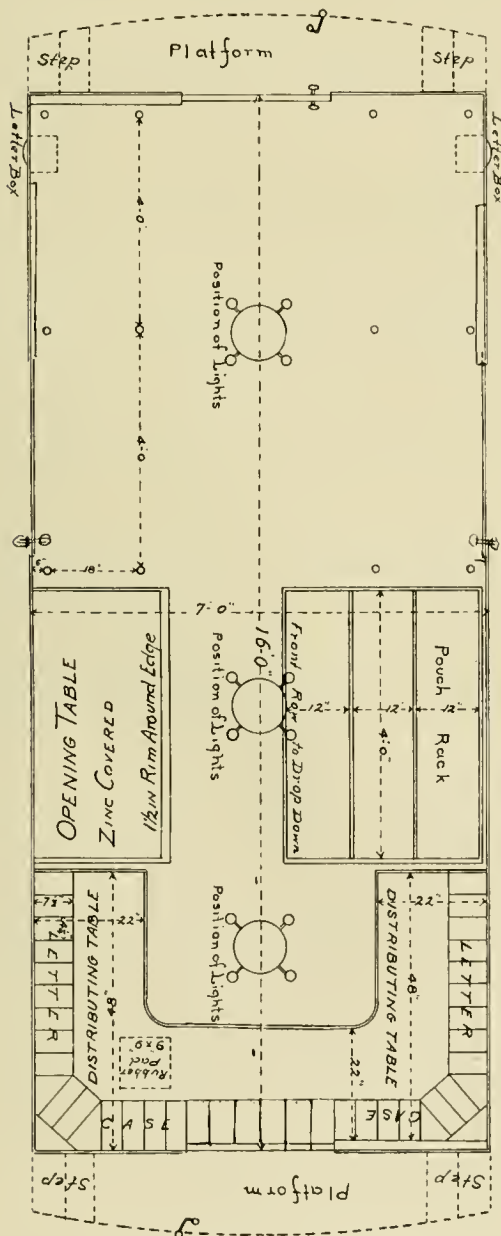 Platform
Step
Step
Letter Box
Letter Box
4'-0"
Position of Lights
4'-0"
18"
7'-0"
16'-0"
OPENING TABLE
ZINC COVERED
1½ IN Rim Around Edge
Position of Lights
Front Row to Drop Down
12"
12"
12"
4'-0"
Pouch
Rack
Position of Lights
DISTRIBUTING TABLE
22"
48"
LETTER
DISTRIBUTING TABLE
22"
48"
LETTER
Rubber
Pad
9"x9"
22"
CASE
CASE
Step
Step
Platform